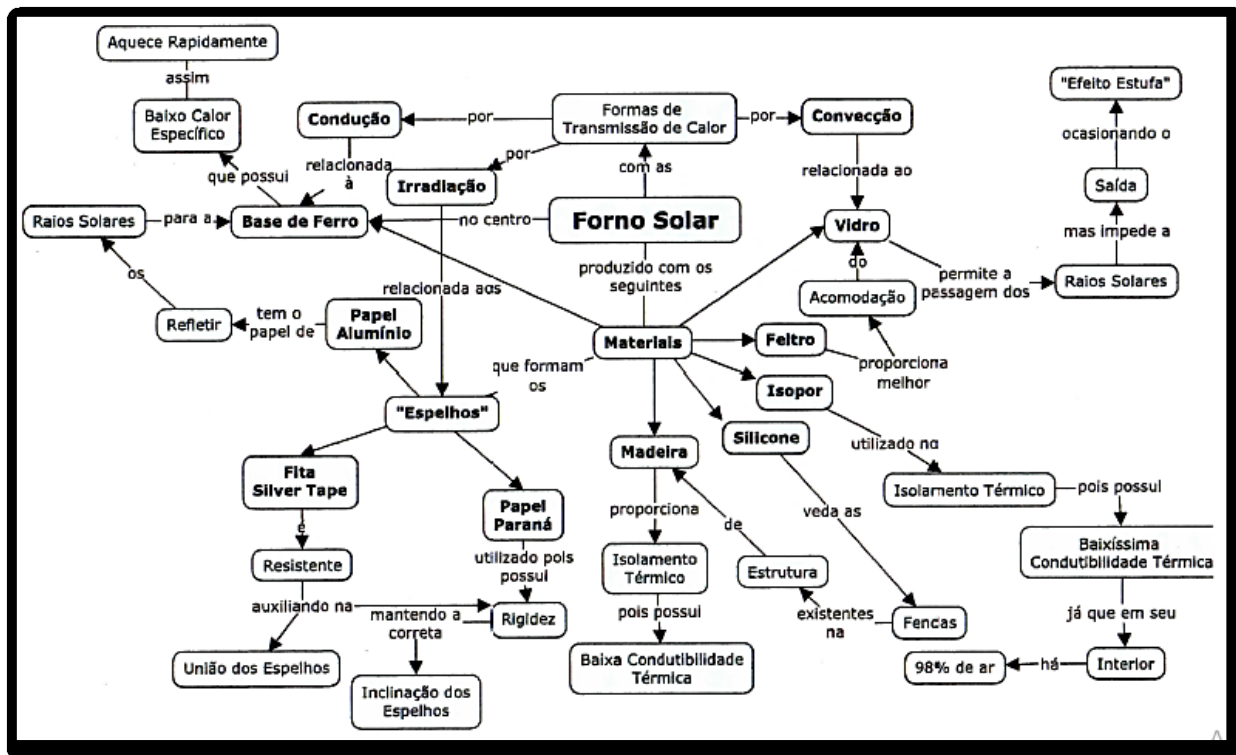 Aquece Rapidamente
assim
Baixo Calor
Específico
que possui
Condução
relacionada
à
por
Formas de
Transmissão de Calor
por
Convecção
por
com as
Irradiação
relacionada ao
"Efeito Estufa"
ocasionando o
Saída
mas impede a
Raios Solares
Raios Solares
para a
Base de Ferro
no centro
Forno Solar
Vidro
permite a
passagem dos
do
Acomodação
os
Refletir
tem o
papel de
Papel
Alumínio
relacionada aos
produzido com os
seguintes
Materiais
Feltro
proporciona
melhor
que formam
os
Isopor
"Espelhos"
Silicone
utilizado no
Madeira
Isolamento Térmico
pois possui
Fita
Silver Tape
Papel
Paraná
proporciona
de
veda as
é
Resistente
utilizado pois
possui
Isolamento
Térmico
Estrutura
Baixíssima
Condutibilidade Térmica
auxiliando na
mantendo a
correta
Rigidez
pois possui
existentes
na
Fencas
já que em seu
União dos Espelhos
Inclinação dos
Espelhos
Baixa Condutibilidade
Térmica
98% de ar
há
Interior